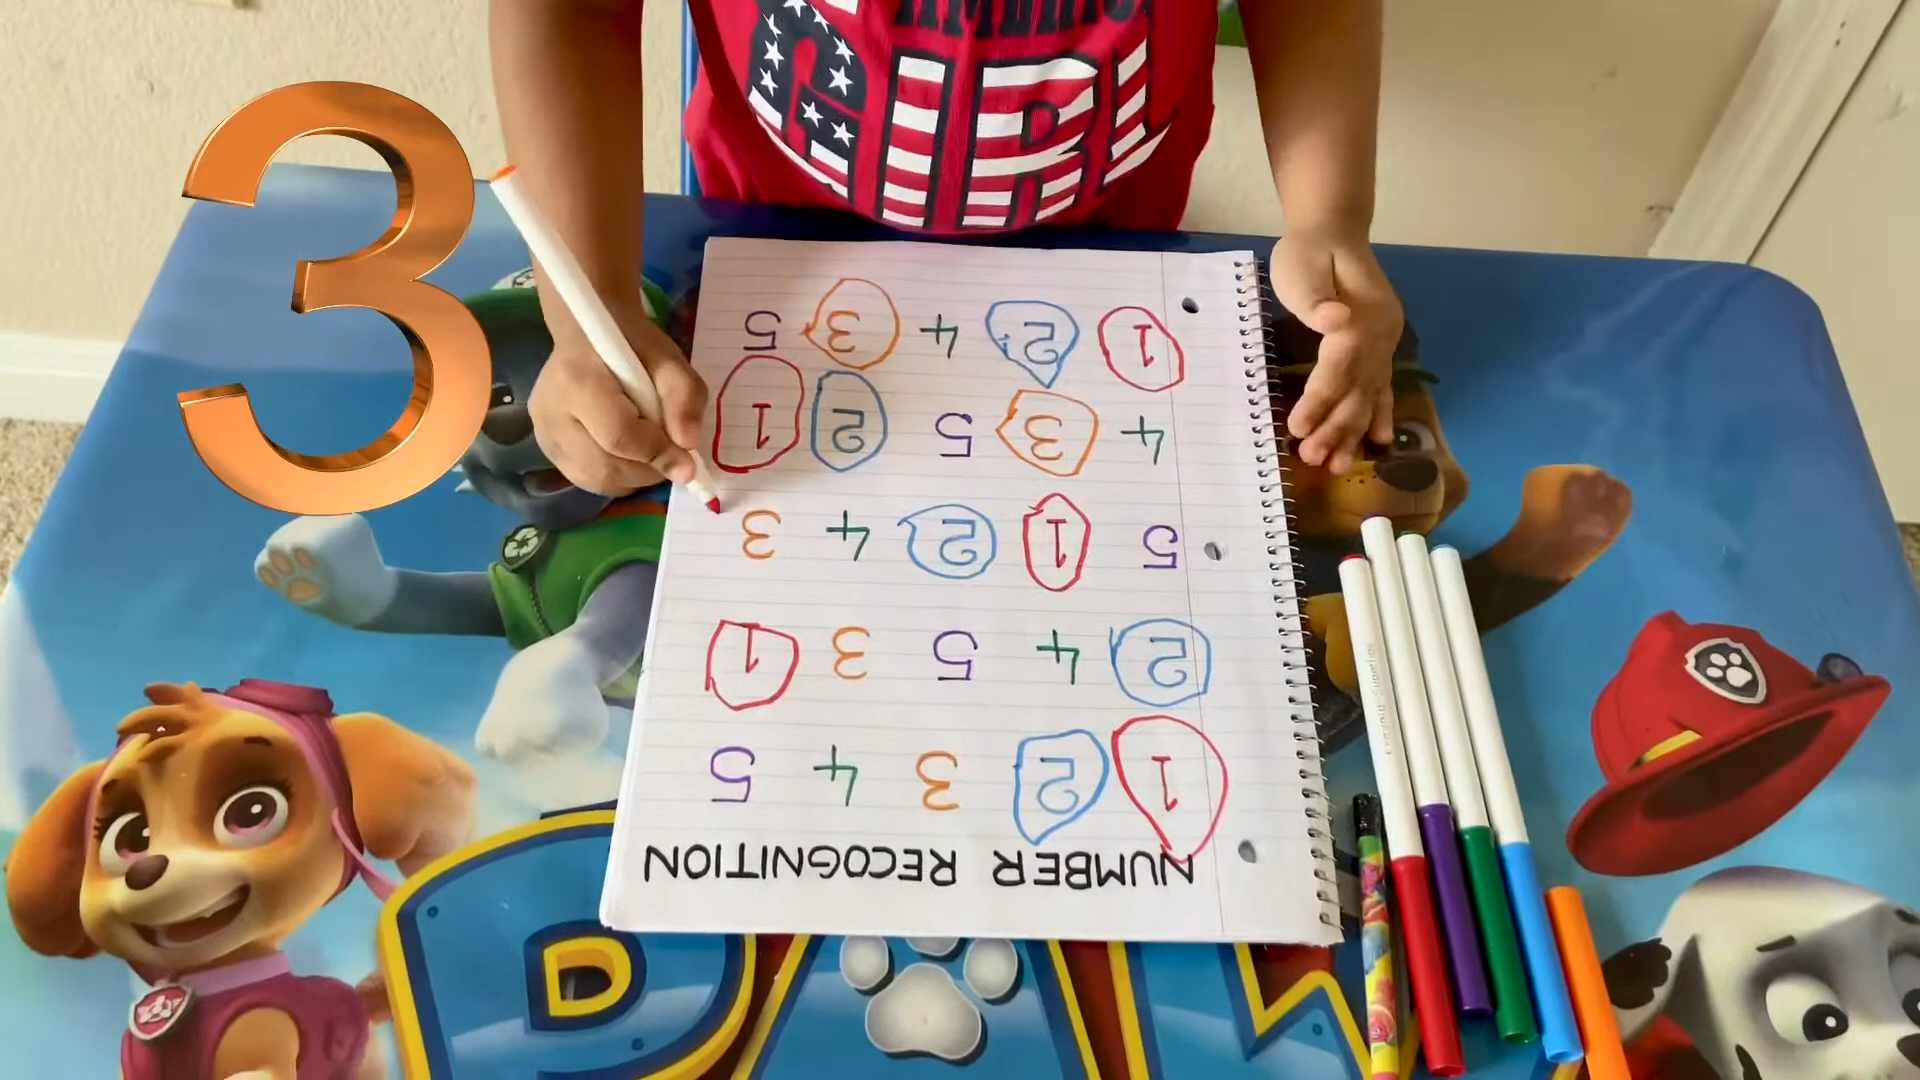 3
GIRL
NUMBER RECOGNITION
1 2 3 4 5
2 4 5 3 1
5 1 2 4 3
4 3 5 2 1
1 2 4 3 5
PAW